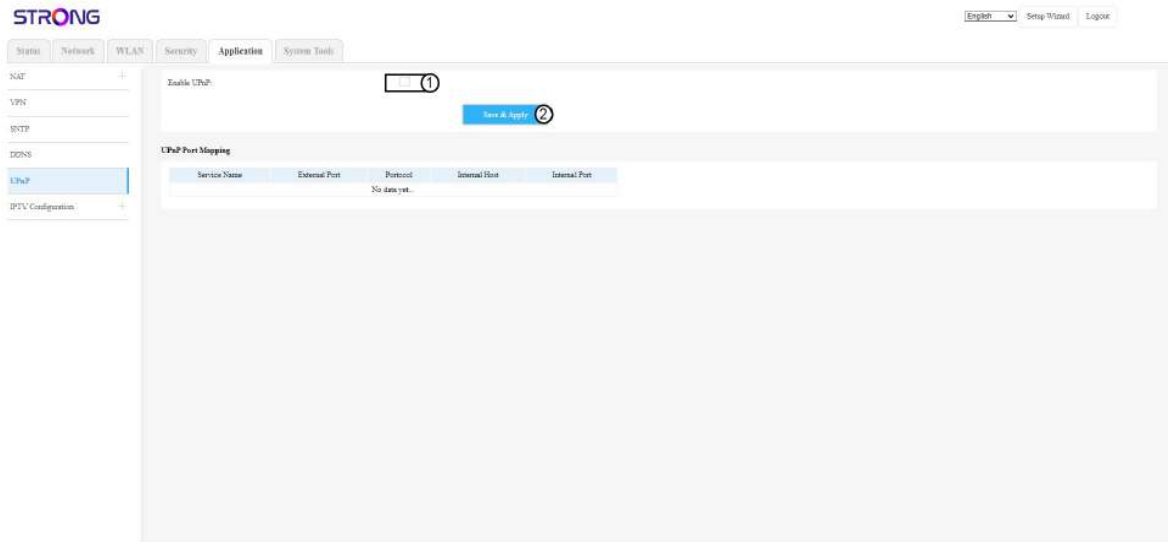 STRONG
English Setup Wizard Logout
Status Network WLAN Security Application System Tools
NAT +
VPN
SNTP
DDNS
UPnP
IPTV Configuration +
Enable UPnP: 1
Save & Apply 2
UPnP Port Mapping
Service Name External Port Portocol Internal Host Internal Port
No data yet...